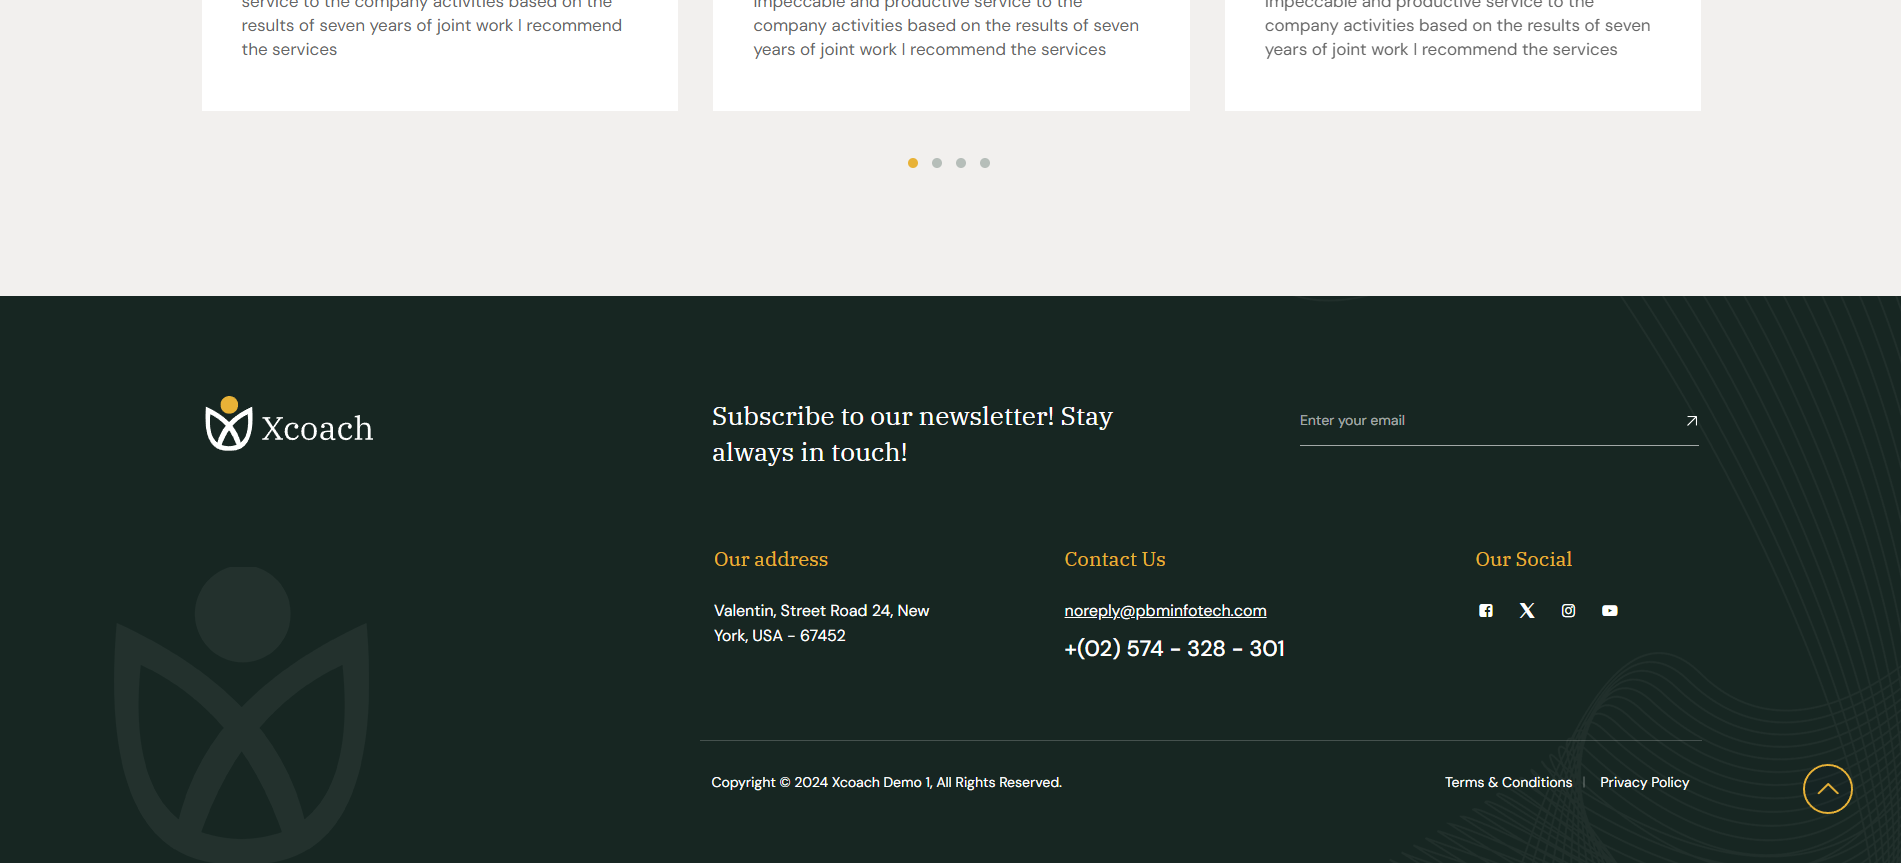 service to the company activities based on the
results of seven years of joint work I recommend
the services
impeccable and productive service to the
company activities based on the results of seven
years of joint work I recommend the services
impeccable and productive service to the
company activities based on the results of seven
years of joint work I recommend the services
Xcoach
Subscribe to our newsletter! Stay
always in touch!
Enter your email
Our address
Valentin, Street Road 24, New
York, USA - 67452
Contact Us
noreply@pbminfotech.com
+(02) 574 - 328 - 301
Our Social
Copyright © 2024 Xcoach Demo 1, All Rights Reserved.
Terms & Conditions | Privacy Policy